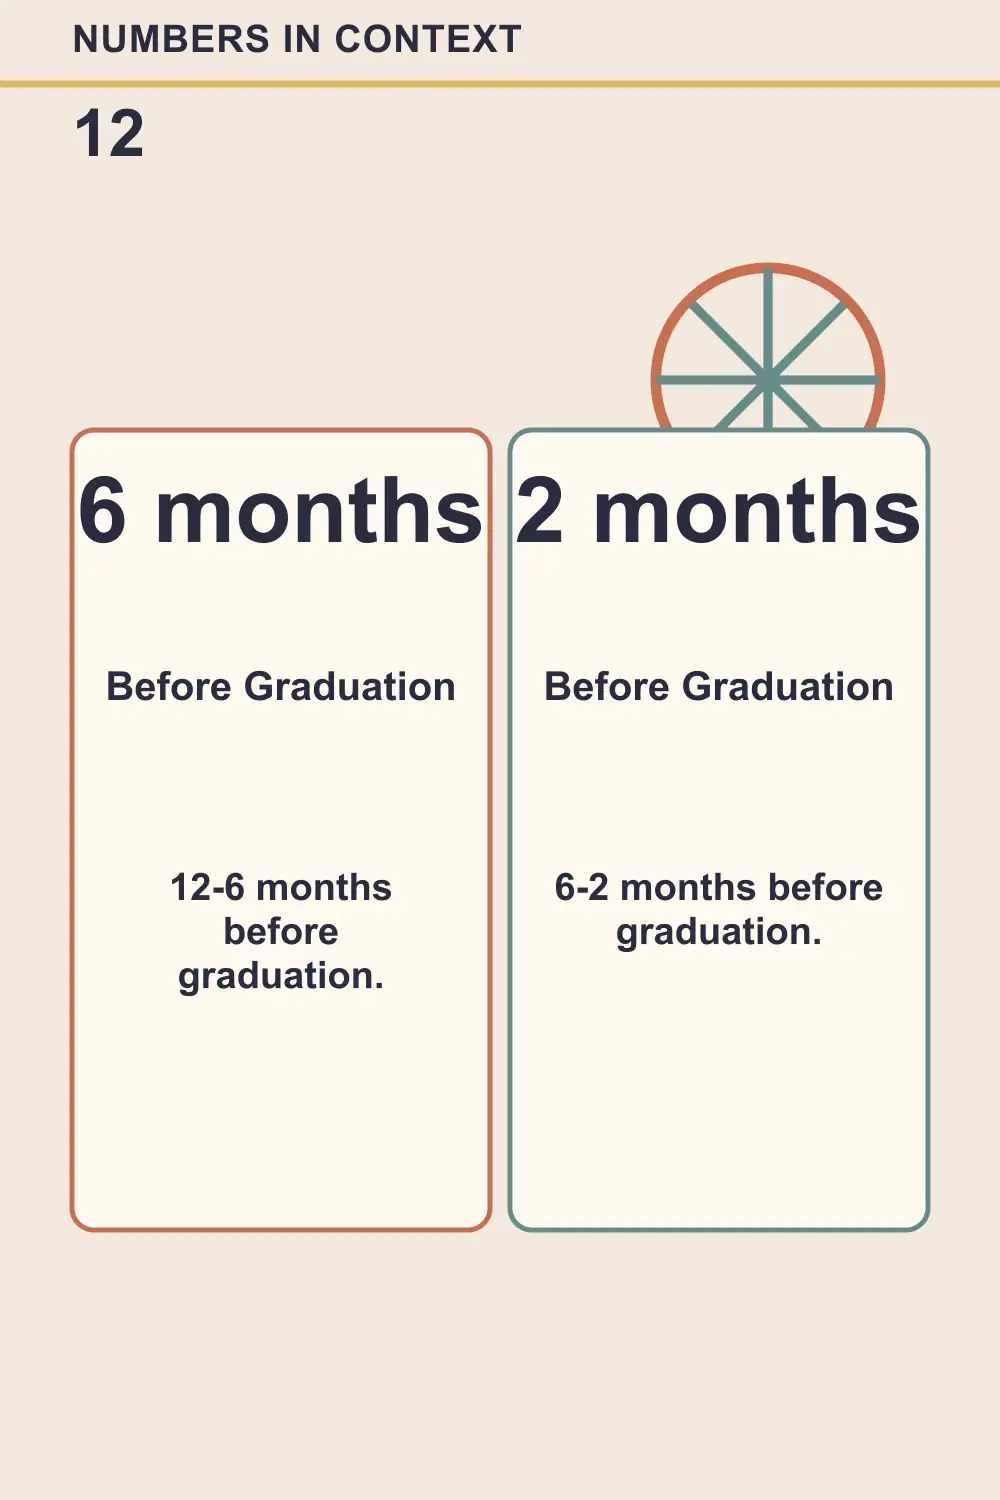 NUMBERS IN CONTEXT
12
6 months
Before Graduation
12-6 months
before
graduation.
2 months
Before Graduation
6-2 months before
graduation.